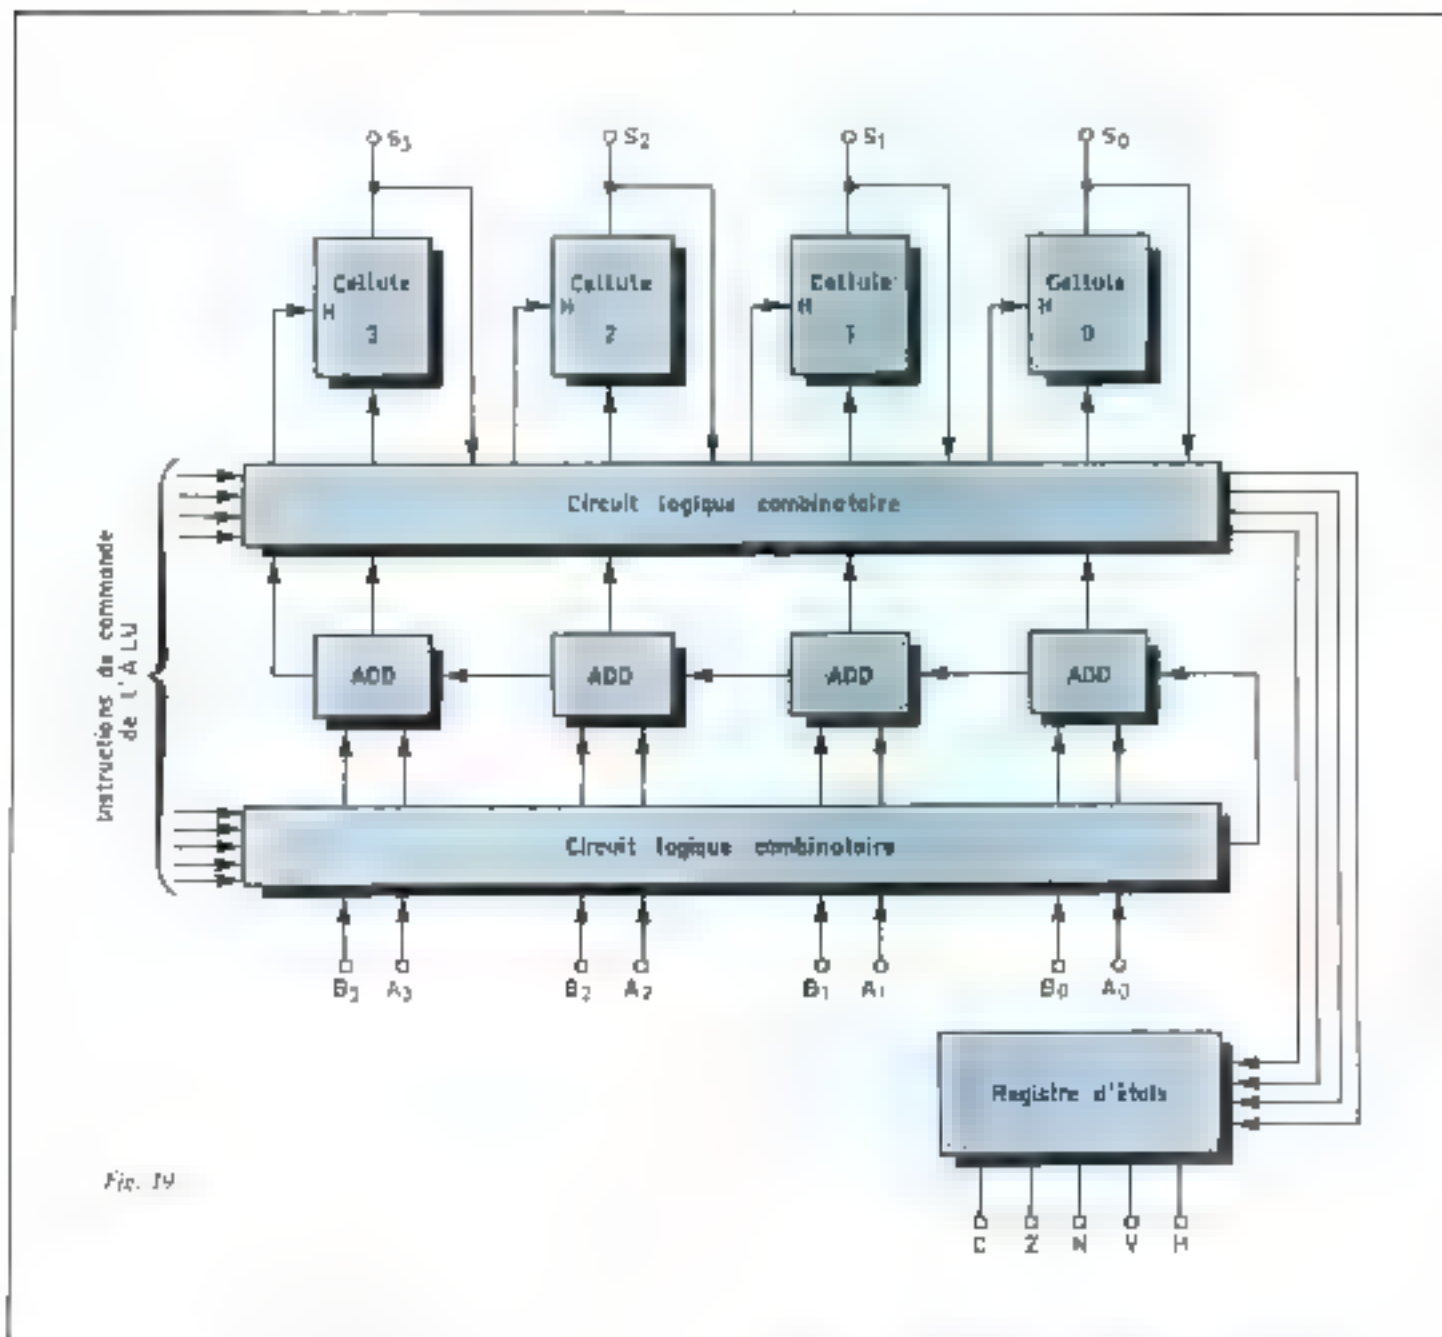 S3 S2 S1 S0
Cellule Cellule Cellule Cellule
H H H H
3 2 1 0
Circuit logique combinatoire
Instructions de commande
de L'ALU
ADD ADD ADD ADD
Circuit logique combinatoire
B3 A3 B2 A2 B1 A1 B0 A0
Registre d'états
Fig. 19
C Z N V H